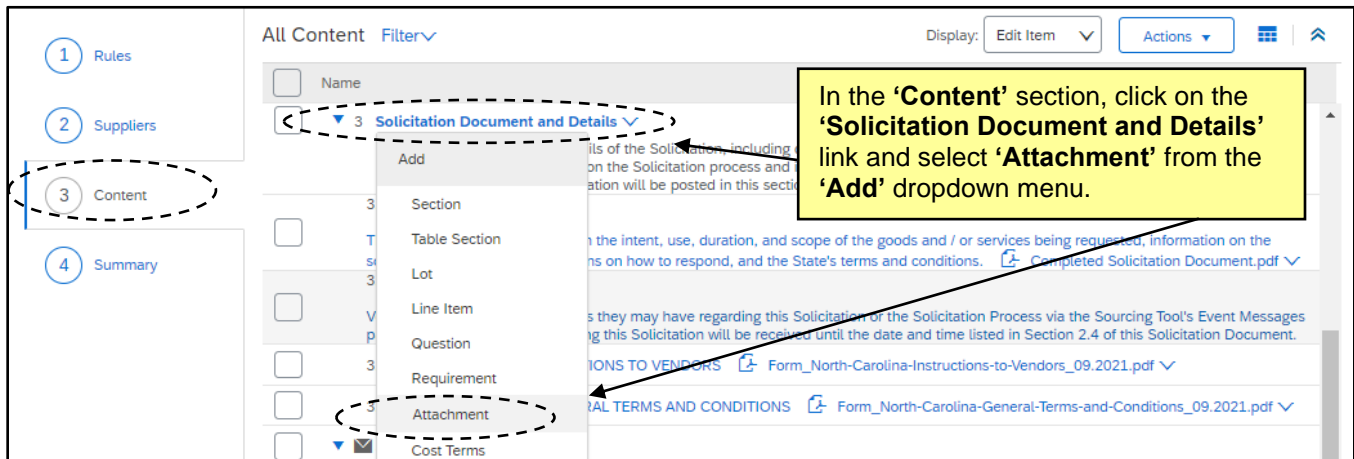 All Content Filter
Display: Edit Item Actions
1 Rules
2 Suppliers
3 Content
4 Summary
Name
In the ‘Content’ section, click on the
‘Solicitation Document and Details’
link and select ‘Attachment’ from the
‘Add’ dropdown menu.
3 Solicitation Document and Details
ils of the Solicitation, including
on the Solicitation process and
ation will be posted in this secti
Add
Section
Table Section
Lot
Line Item
Question
Requirement
Attachment
Cost Terms
3
T the intent, use, duration, and scope of the goods and / or services being requested, information on the
s ns on how to respond, and the State's terms and conditions. Completed Solicitation Document.pdf
3
V s they may have regarding this Solicitation or the Solicitation Process via the Sourcing Tool's Event Messages
p ng this Solicitation will be received until the date and time listed in Section 2.4 of this Solicitation Document.
3 IONS TO VENDORS Form_North-Carolina-Instructions-to-Vendors_09.2021.pdf
3 RAL TERMS AND CONDITIONS Form_North-Carolina-General-Terms-and-Conditions_09.2021.pdf